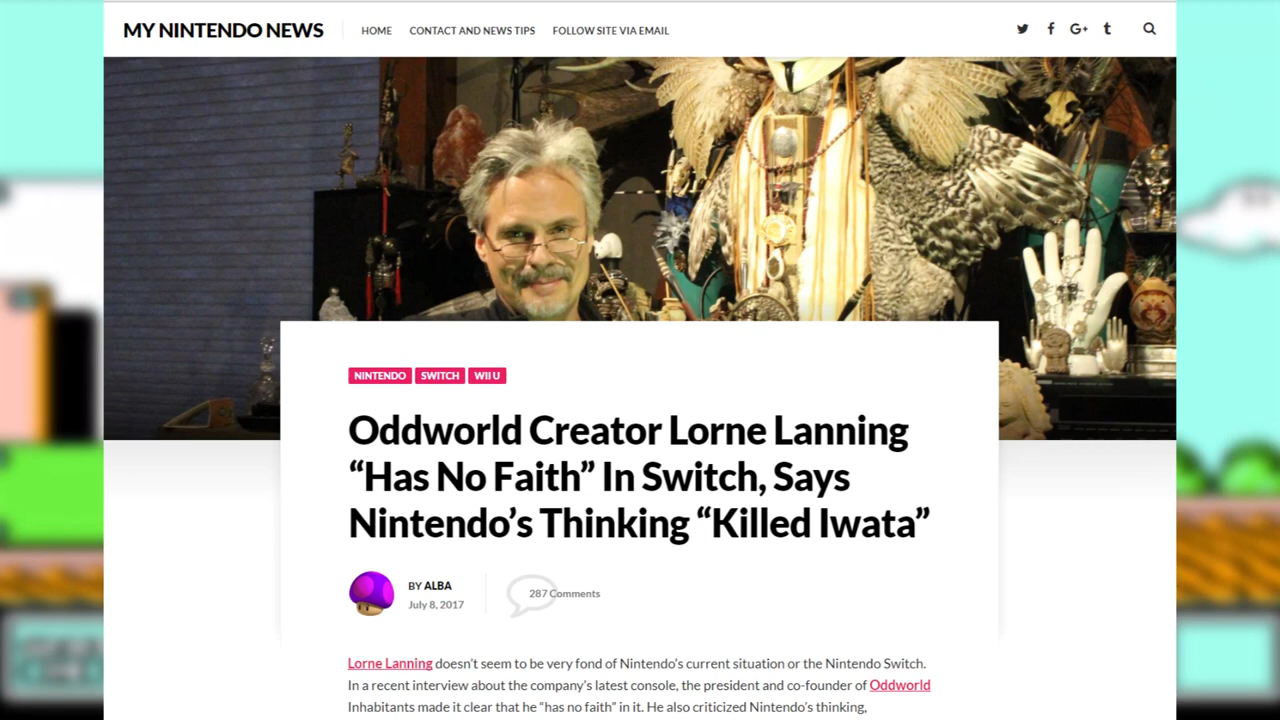 MY NINTENDO NEWS HOME CONTACT AND NEWS TIPS FOLLOW SITE VIA EMAIL
NINTENDO SWITCH WII U
Oddworld Creator Lorne Lanning
“Has No Faith” In Switch, Says
Nintendo’s Thinking “Killed Iwata”
BY ALBA
July 8, 2017
287 Comments
Lorne Lanning doesn’t seem to be very fond of Nintendo’s current situation or the Nintendo Switch.
In a recent interview about the company’s latest console, the president and co-founder of Oddworld
Inhabitants made it clear that he “has no faith” in it. He also criticized Nintendo’s thinking,